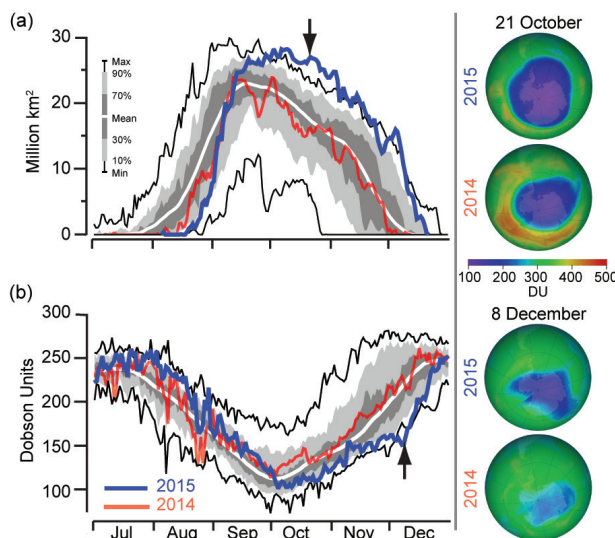 (a)
30
20
10
0
Million km²
Max
90%
70%
Mean
30%
10%
Min
(b)
300
250
200
150
100
Dobson Units
2015
2014
Jul Aug Sep Oct Nov Dec
21 October
2015
2014
100 200 300 400 500
DU
8 December
2015
2014